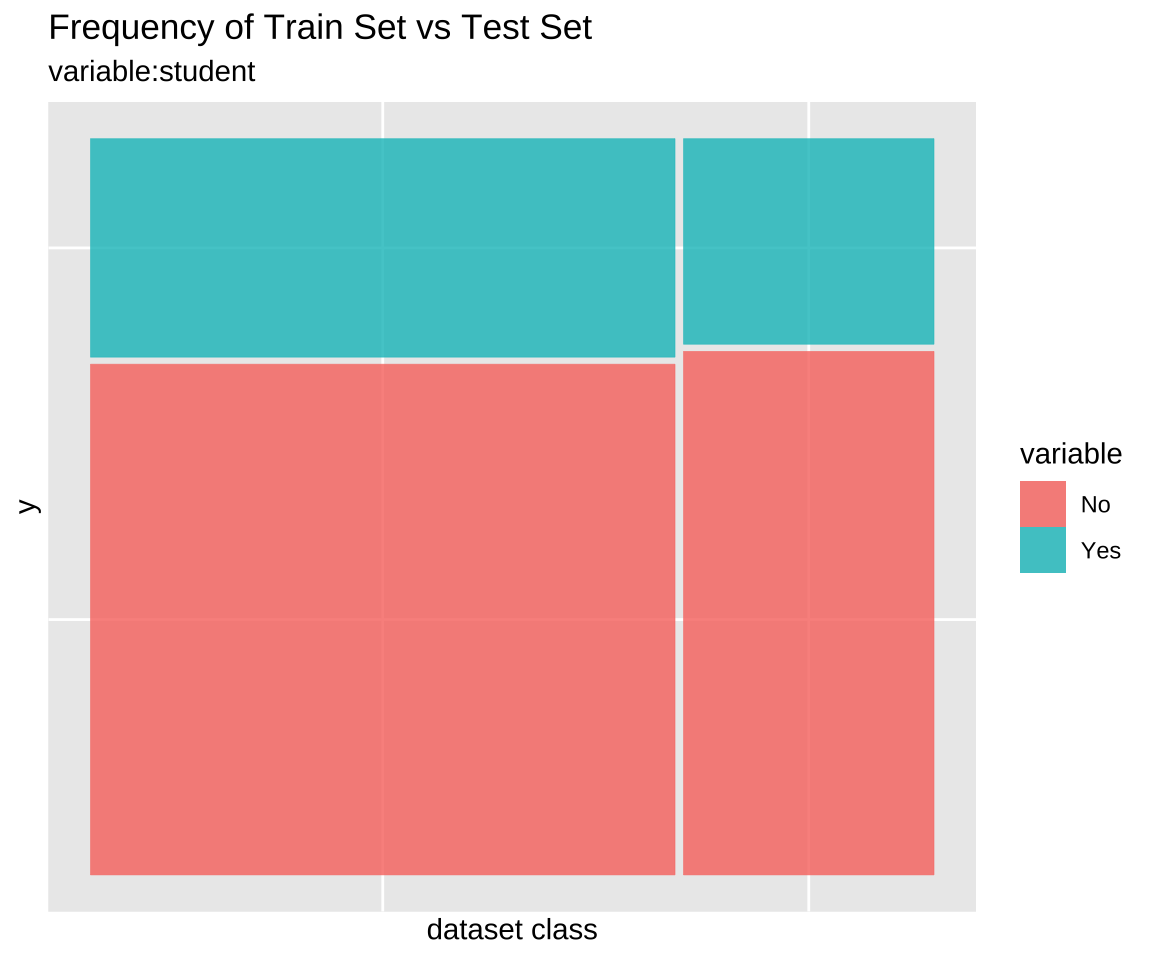 Frequency of Train Set vs Test Set
variable:student
y
dataset class
variable
No
Yes